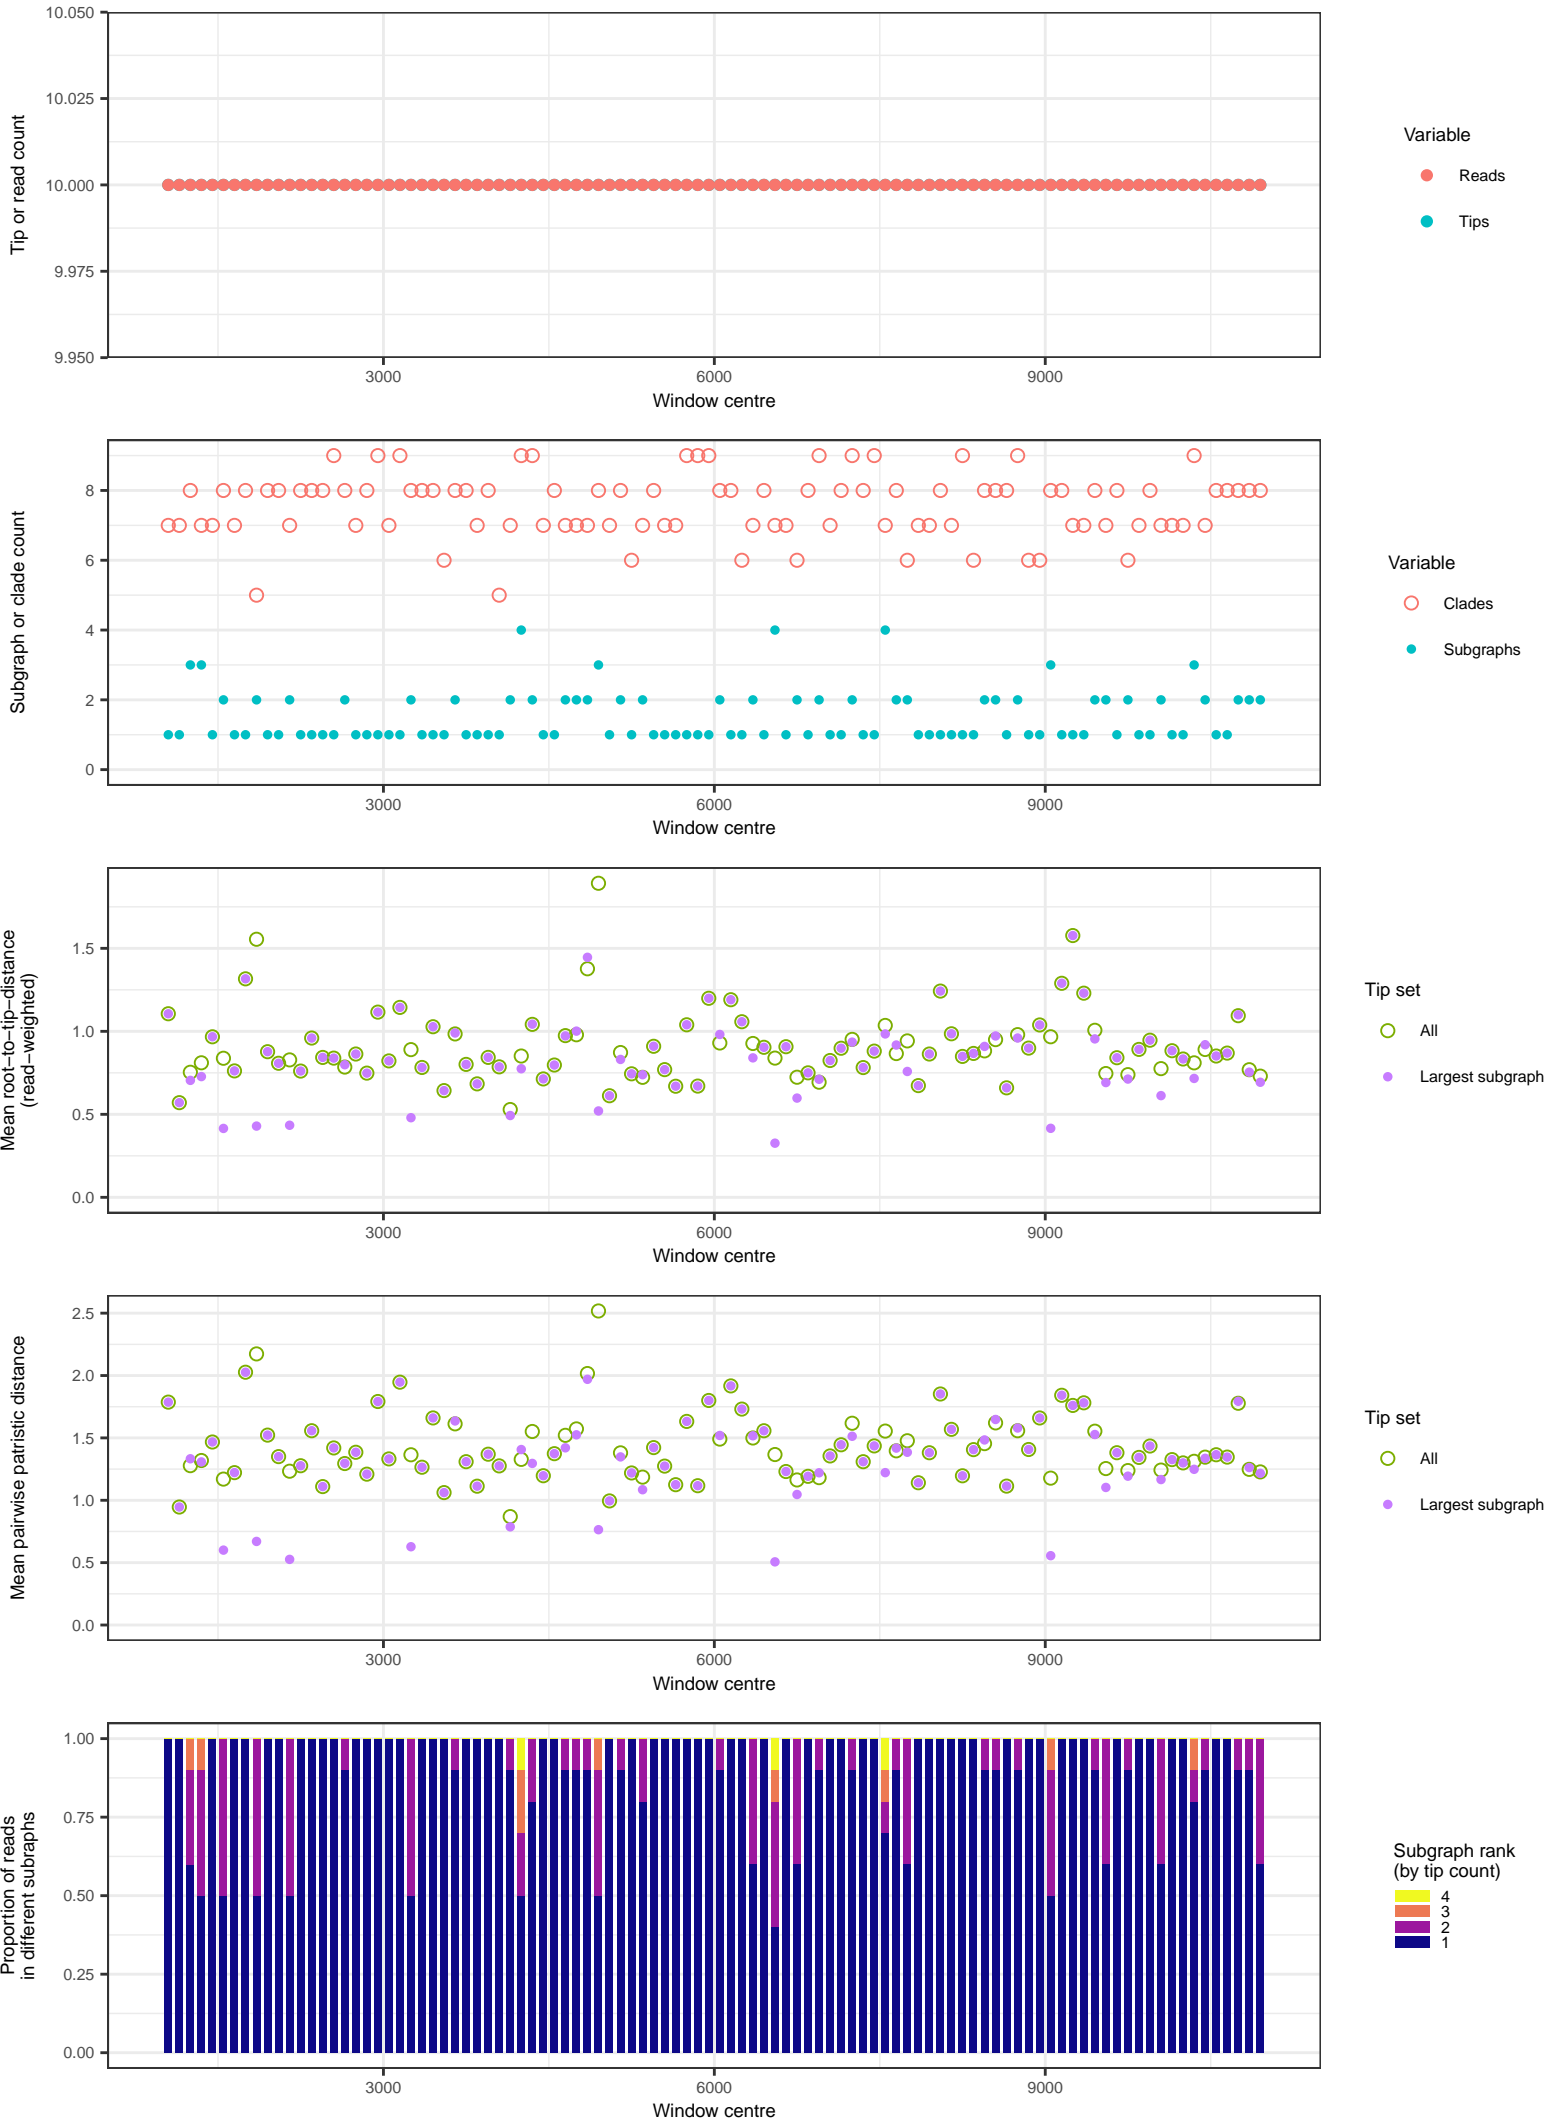 10.050
10.025
10.000
9.975
9.950
Tip or read count
3000 6000 9000
Window centre
Variable
Reads
Tips
8
6
4
2
0
Subgraph or clade count
3000 6000 9000
Window centre
Variable
Clades
Subgraphs
1.5
1.0
0.5
0.0
Mean root−to−tip−distance
(read−weighted)
3000 6000 9000
Window centre
Tip set
All
Largest subgraph
2.5
2.0
1.5
1.0
0.5
0.0
Mean pairwise patristic distance
3000 6000 9000
Window centre
Tip set
All
Largest subgraph
1.00
0.75
0.50
0.25
0.00
Proportion of reads
in different subraphs
3000 6000 9000
Window centre
Subgraph rank
(by tip count)
4
3
2
1